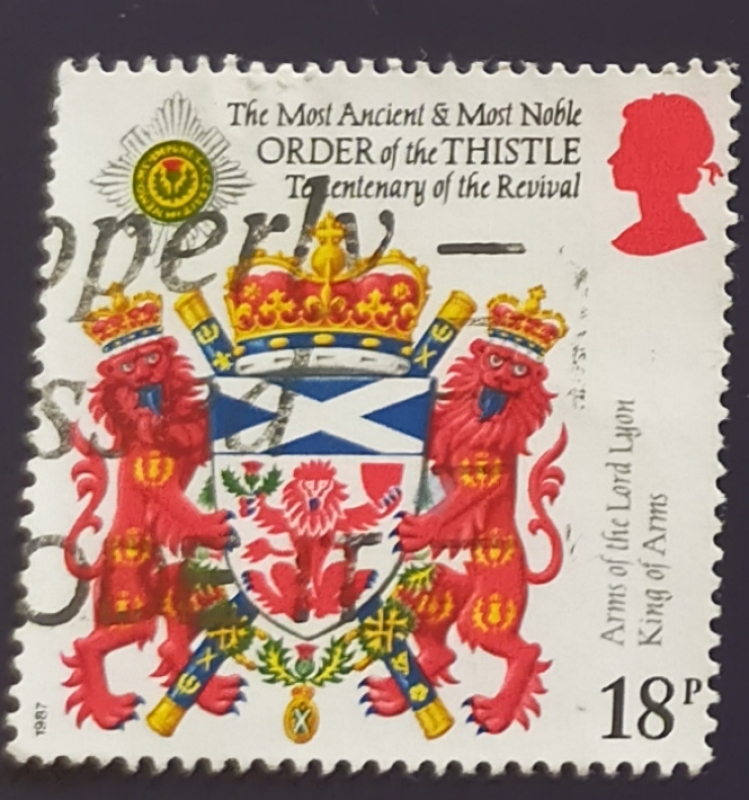 The Most Ancient & Most Noble
ORDER of the THISTLE
Tercentenary of the Revival
Arms of the Lord Lyon
King of Arms
18P
1987